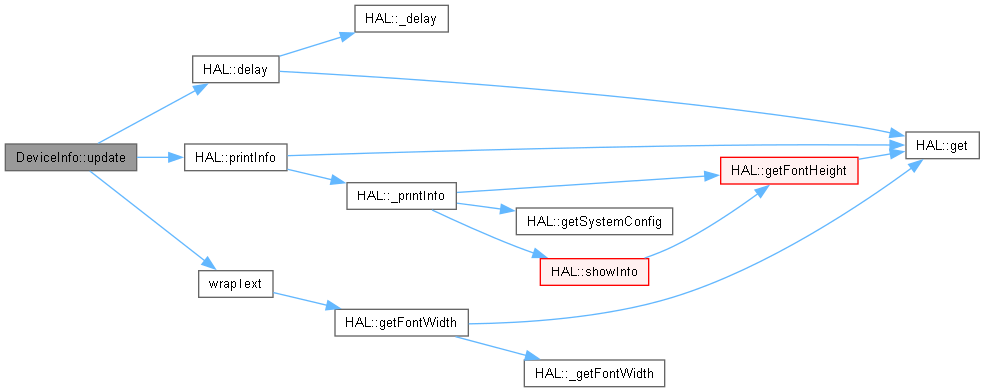 HAL::_delay
HAL::delay
HAL::get
DeviceInfo::update
HAL::printInfo
HAL::getFontHeight
HAL::_printInfo
HAL::getSystemConfig
HAL::showInfo
wrapText
HAL::getFontWidth
HAL::_getFontWidth